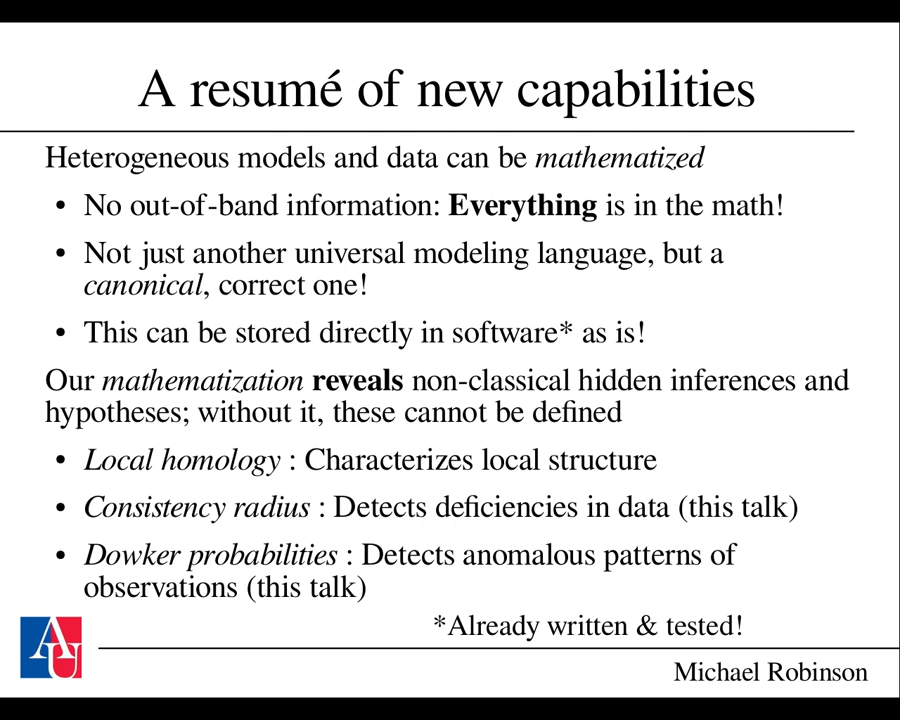 A resumé of new capabilities
Heterogeneous models and data can be mathematized
• No out-of-band information: Everything is in the math!
• Not just another universal modeling language, but a
canonical, correct one!
• This can be stored directly in software* as is!
Our mathematization reveals non-classical hidden inferences and
hypotheses; without it, these cannot be defined
• Local homology : Characterizes local structure
• Consistency radius : Detects deficiencies in data (this talk)
• Dowker probabilities : Detects anomalous patterns of
observations (this talk)
*Already written & tested!
AU
Michael Robinson